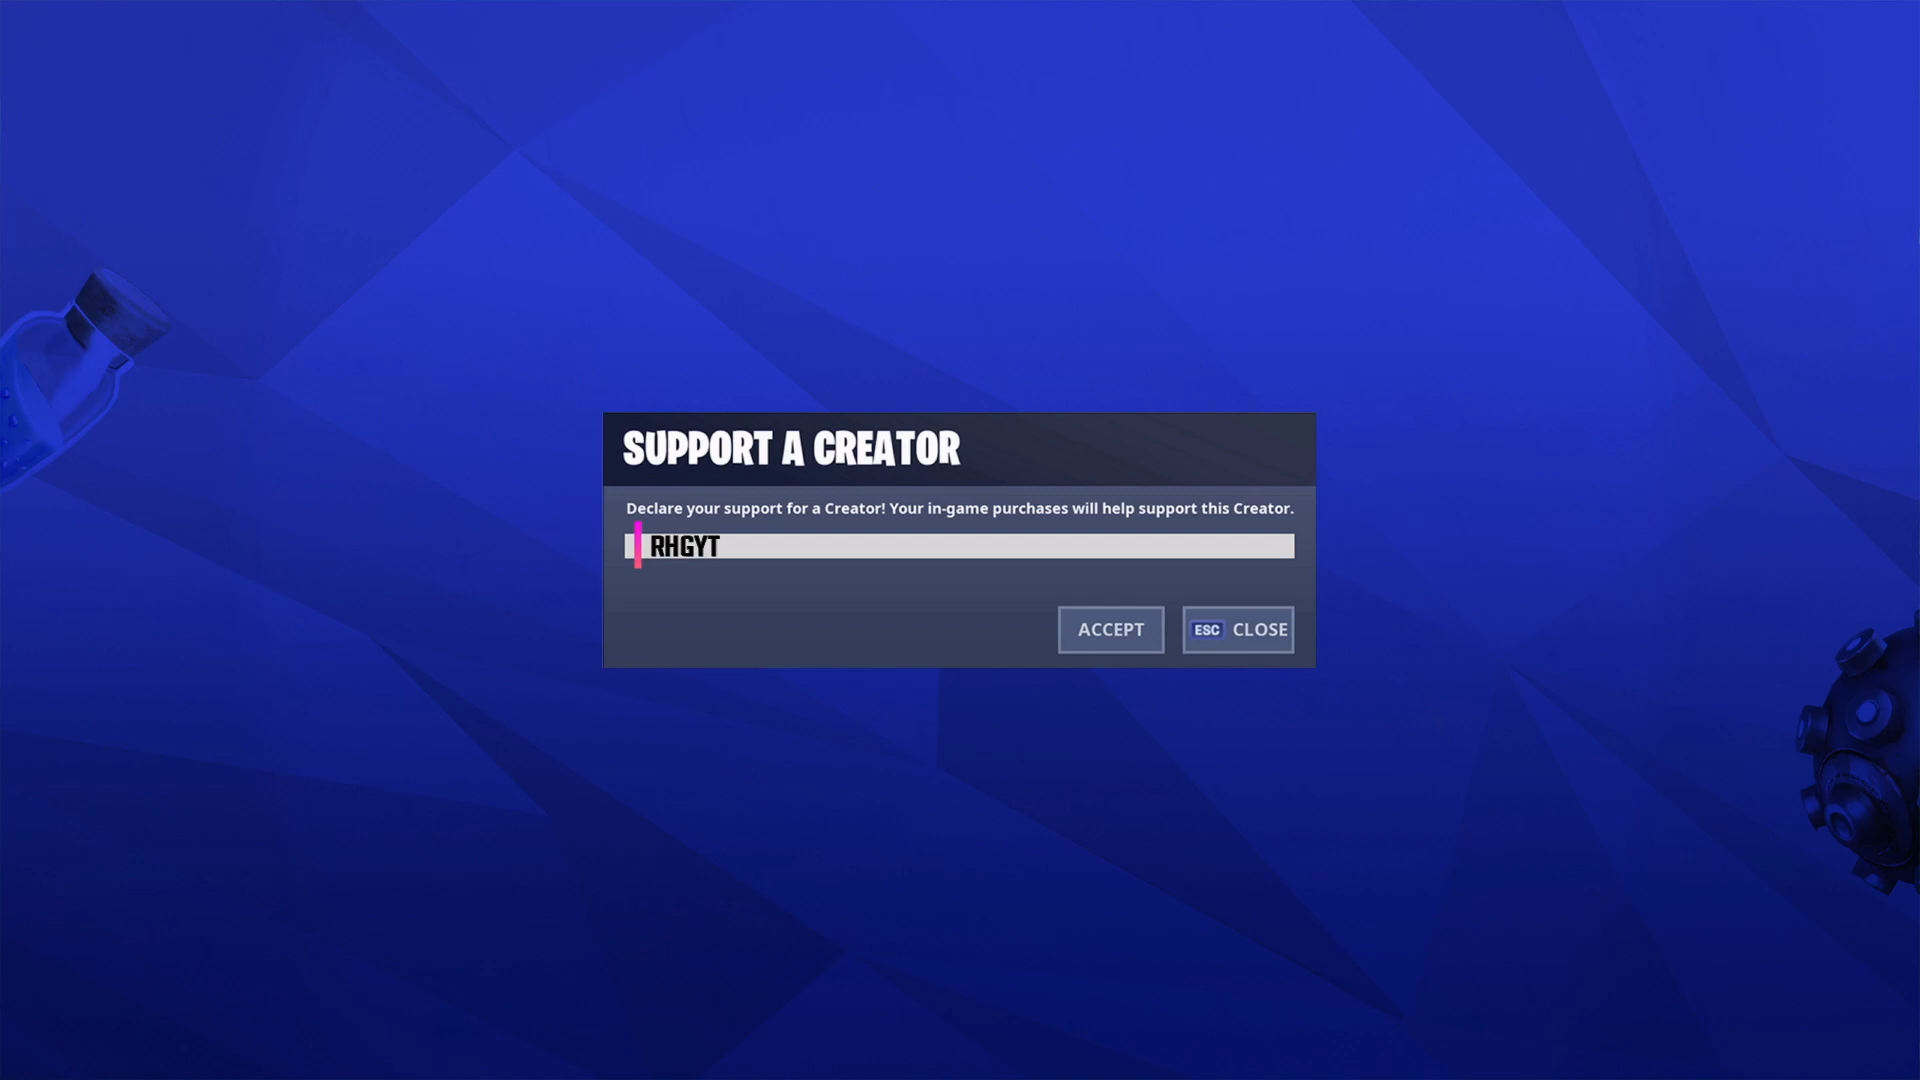 SUPPORT A CREATOR
Declare your support for a Creator! Your in-game purchases will help support this Creator.
RHGYT
ACCEPT
ESC CLOSE